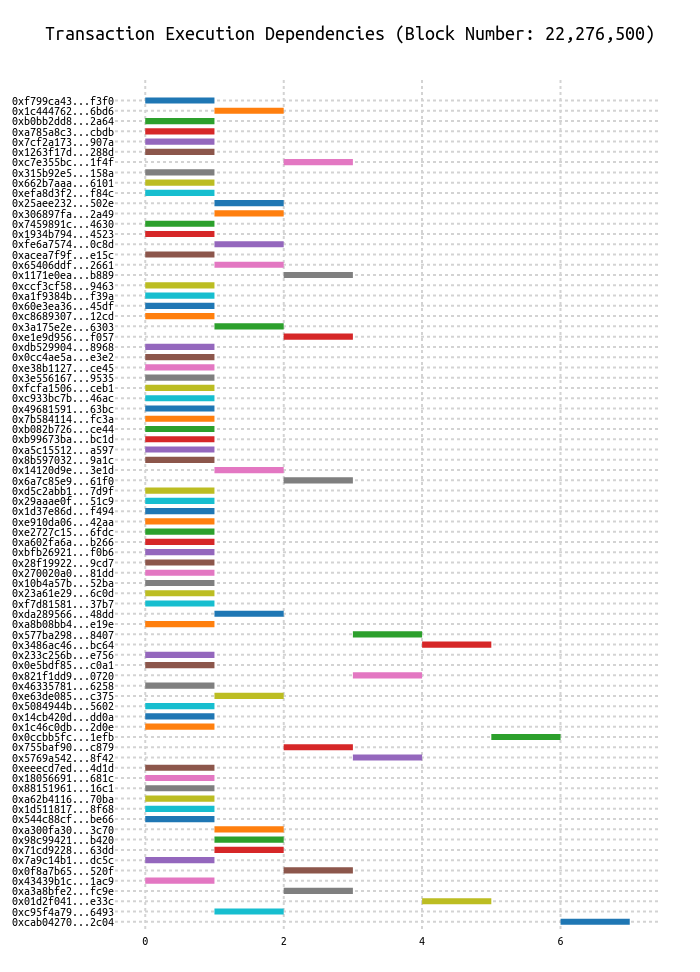 Transaction Execution Dependencies (Block Number: 22,276,500)
0xf799ca43...f3f0
0x1c444762...6bd6
0xb0bb2dd8...2a64
0xa785a8c3...cbdb
0x7cf2a173...907a
0x1263f17d...288d
0xc7e355bc...1f4f
0x315b92e5...158a
0x662b7aaa...6101
0xefa8d3f2...f84c
0x25aee232...502e
0x306897fa...2a49
0x7459891c...4630
0x1934b794...4523
0xfe6a7574...0c8d
0xacea7f9f...e15c
0x65406ddf...2661
0x1171e0ea...b889
0xccf3cf58...9463
0xa1f9384b...f39a
0x60e3ea36...45df
0xc8689307...12cd
0x3a175e2e...6303
0xe1e9d956...f057
0xdb529904...8968
0x0cc4ae5a...e3e2
0xe38b1127...ce45
0x3e556167...9535
0xfcfa1506...ceb1
0xc933bc7b...46ac
0x49681591...63bc
0x7b584114...fc3a
0xb082b726...ce44
0xb99673ba...bc1d
0xa5c15512...a597
0x8b597032...9a1c
0x14120d9e...3e1d
0x6a7c85e9...61f0
0xd5c2abb1...7d9f
0x29aaae0f...51c9
0x1d37e86d...f494
0xe910da06...42aa
0xe2727c15...6fdc
0xa602fa6a...b266
0xbfb26921...f0b6
0x28f19922...9cd7
0x270020a0...81dd
0x10b4a57b...52ba
0x23a61e29...6c0d
0xf7d81581...37b7
0xda289566...48dd
0xa8b08bb4...e19e
0x577ba298...8407
0x3486ac46...bc64
0x233c256b...e756
0x0e5bdf85...c0a1
0x821f1dd9...0720
0x46335781...6258
0xe63de085...c375
0x5084944b...5602
0x14cb420d...dd0a
0x1c46c0db...2d0e
0x0ccbb5fc...1efb
0x755baf90...c879
0x5769a542...8f42
0xeeecd7ed...4d1d
0x18056691...681c
0x88151961...16c1
0xa62b4116...70ba
0x1d511817...8f68
0x544c88cf...be66
0xa300fa30...3c70
0x98c99421...b420
0x71cd9228...63dd
0x7a9c14b1...dc5c
0x0f8a7b65...520f
0x43439b1c...1ac9
0xa3a8bfe2...fc9e
0x01d2f041...e33c
0xc95f4a79...6493
0xcab04270...2c04
0 2 4 6